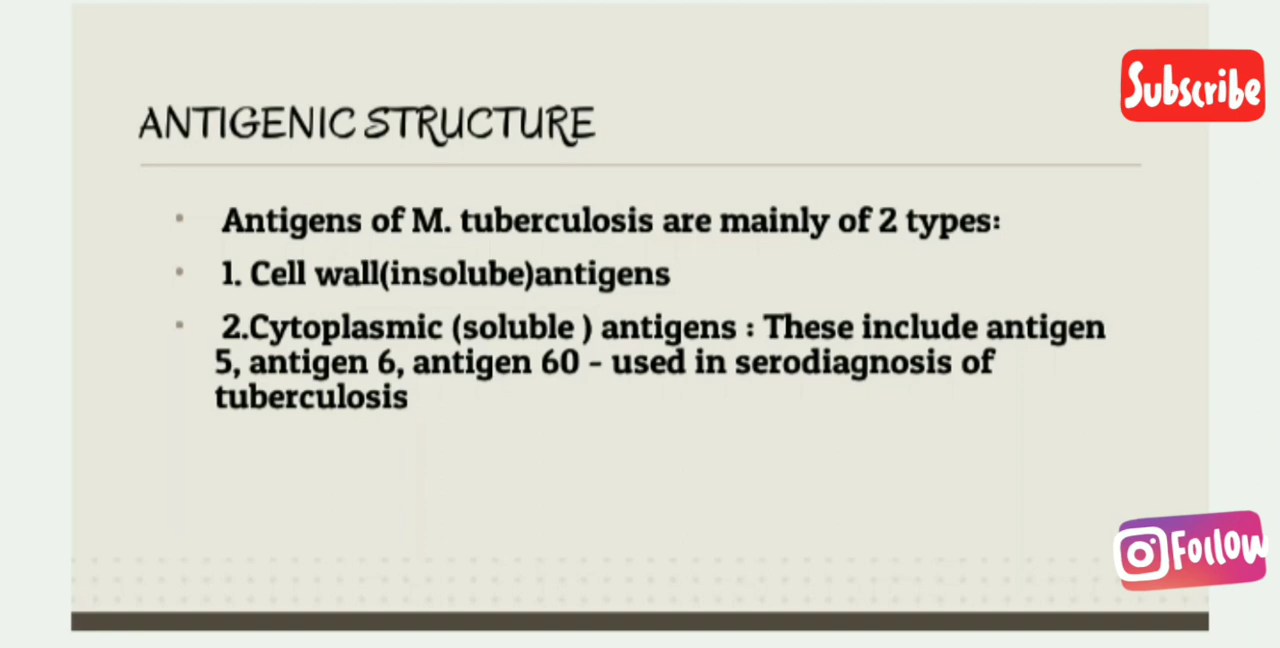 ANTIGENIC STRUCTURE
Subscribe
• Antigens of M. tuberculosis are mainly of 2 types:
• 1. Cell wall(insolube)antigens
▪ 2.Cytoplasmic (soluble ) antigens : These include antigen
5, antigen 6, antigen 60 - used in serodiagnosis of
tuberculosis
Follow